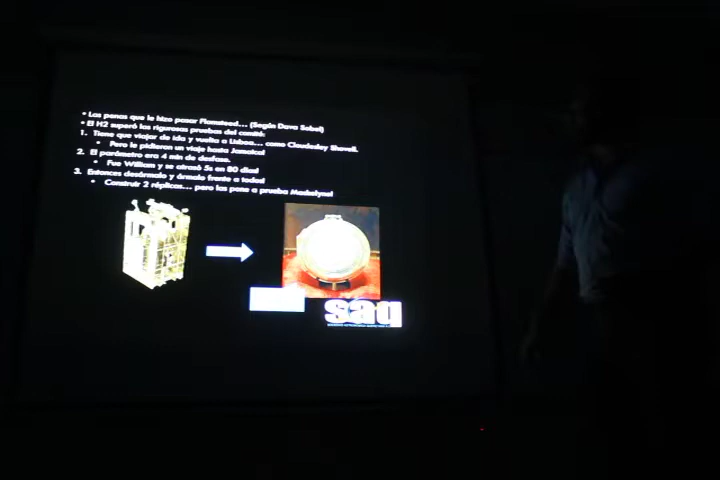 • Las penas que le hizo pasar Flamsteed... (Según Dava Sobel)
• El H2 superó las rigurosas pruebas del comité:
1. Tiene que viajar de ida y vuelta a Lisboa... como Cloudesley Shovell.
• Pero le pidieron un viaje hasta Jamaica!
2. El parámetro era 4 min de desfase.
• Fue William y se atrasó 5s en 80 días!
3. Entonces desármalo y ármalo frente a todos!
• Construir 2 réplicas... pero las pone a prueba Maskelyne!
saq